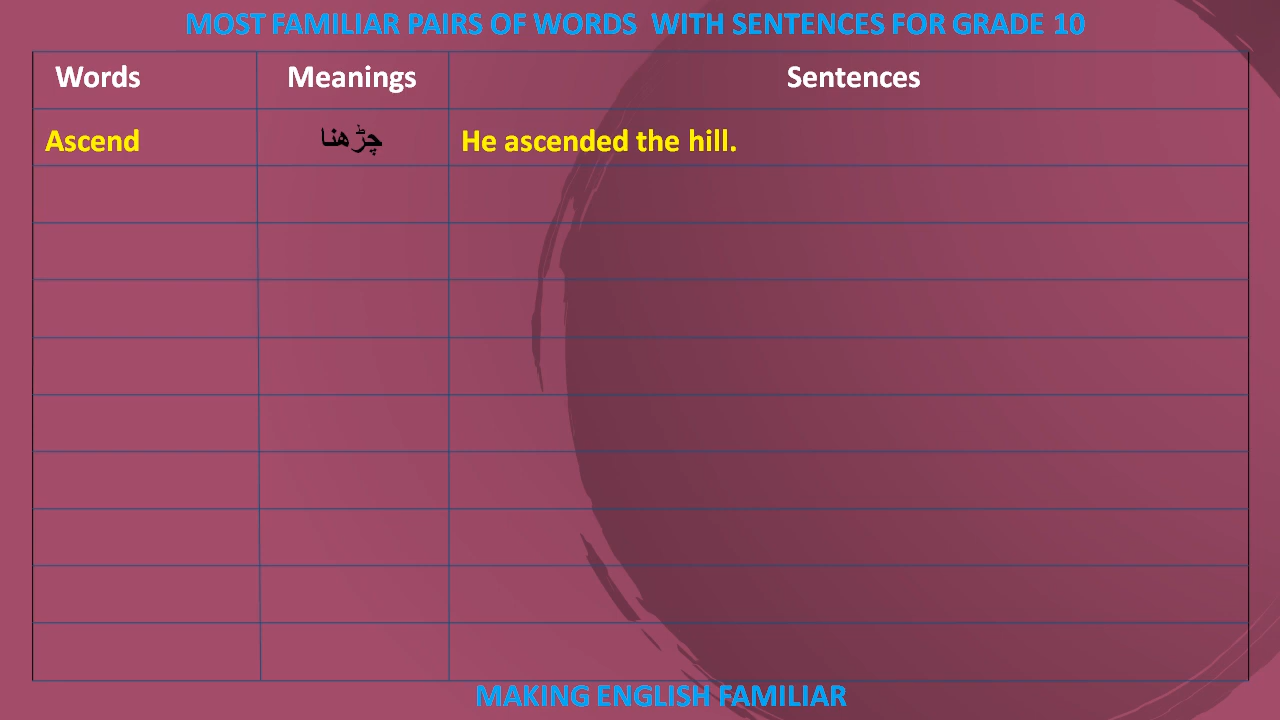 MOST FAMILIAR PAIRS OF WORDS WITH SENTENCES FOR GRADE 10
Words Meanings Sentences
Ascend چڑھنا He ascended the hill.
MAKING ENGLISH FAMILIAR